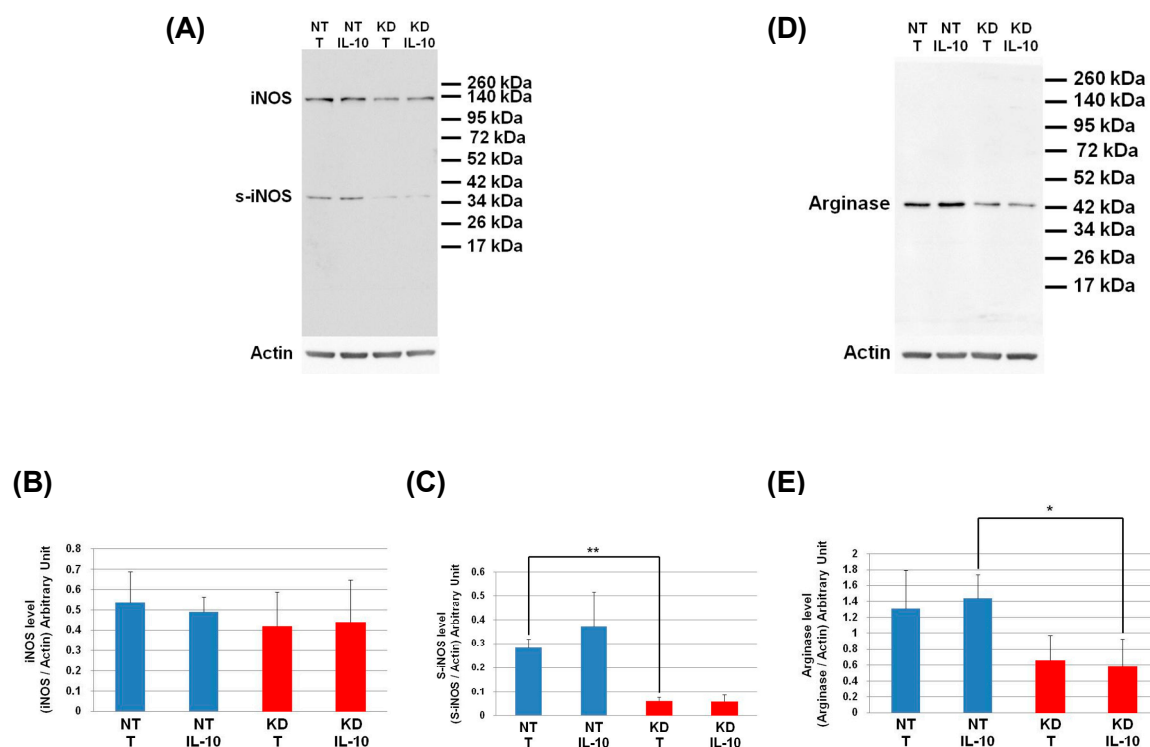 (A)
NT NT KD KD
T IL-10 T IL-10
iNOS
s-iNOS
Actin
260 kDa
140 kDa
95 kDa
72 kDa
52 kDa
42 kDa
34 kDa
26 kDa
17 kDa
(D)
NT NT KD KD
T IL-10 T IL-10
Arginase
Actin
260 kDa
140 kDa
95 kDa
72 kDa
52 kDa
42 kDa
34 kDa
26 kDa
17 kDa
(B)
iNOS level
(iNOS / Actin) Arbitrary Unit
0.8
0.7
0.6
0.5
0.4
0.3
0.2
0.1
0
NT NT KD KD
T IL-10 T IL-10
(C)
S-iNOS level
(S-iNOS / Actin) Arbitrary Unit
0.6
0.5
0.4
0.3
0.2
0.1
0
**
NT NT KD KD
T IL-10 T IL-10
(E)
Arginase level
(Arginase / Actin) Arbitrary Unit
2
1.8
1.6
1.4
1.2
1
0.8
0.6
0.4
0.2
0
*
NT NT KD KD
T IL-10 T IL-10